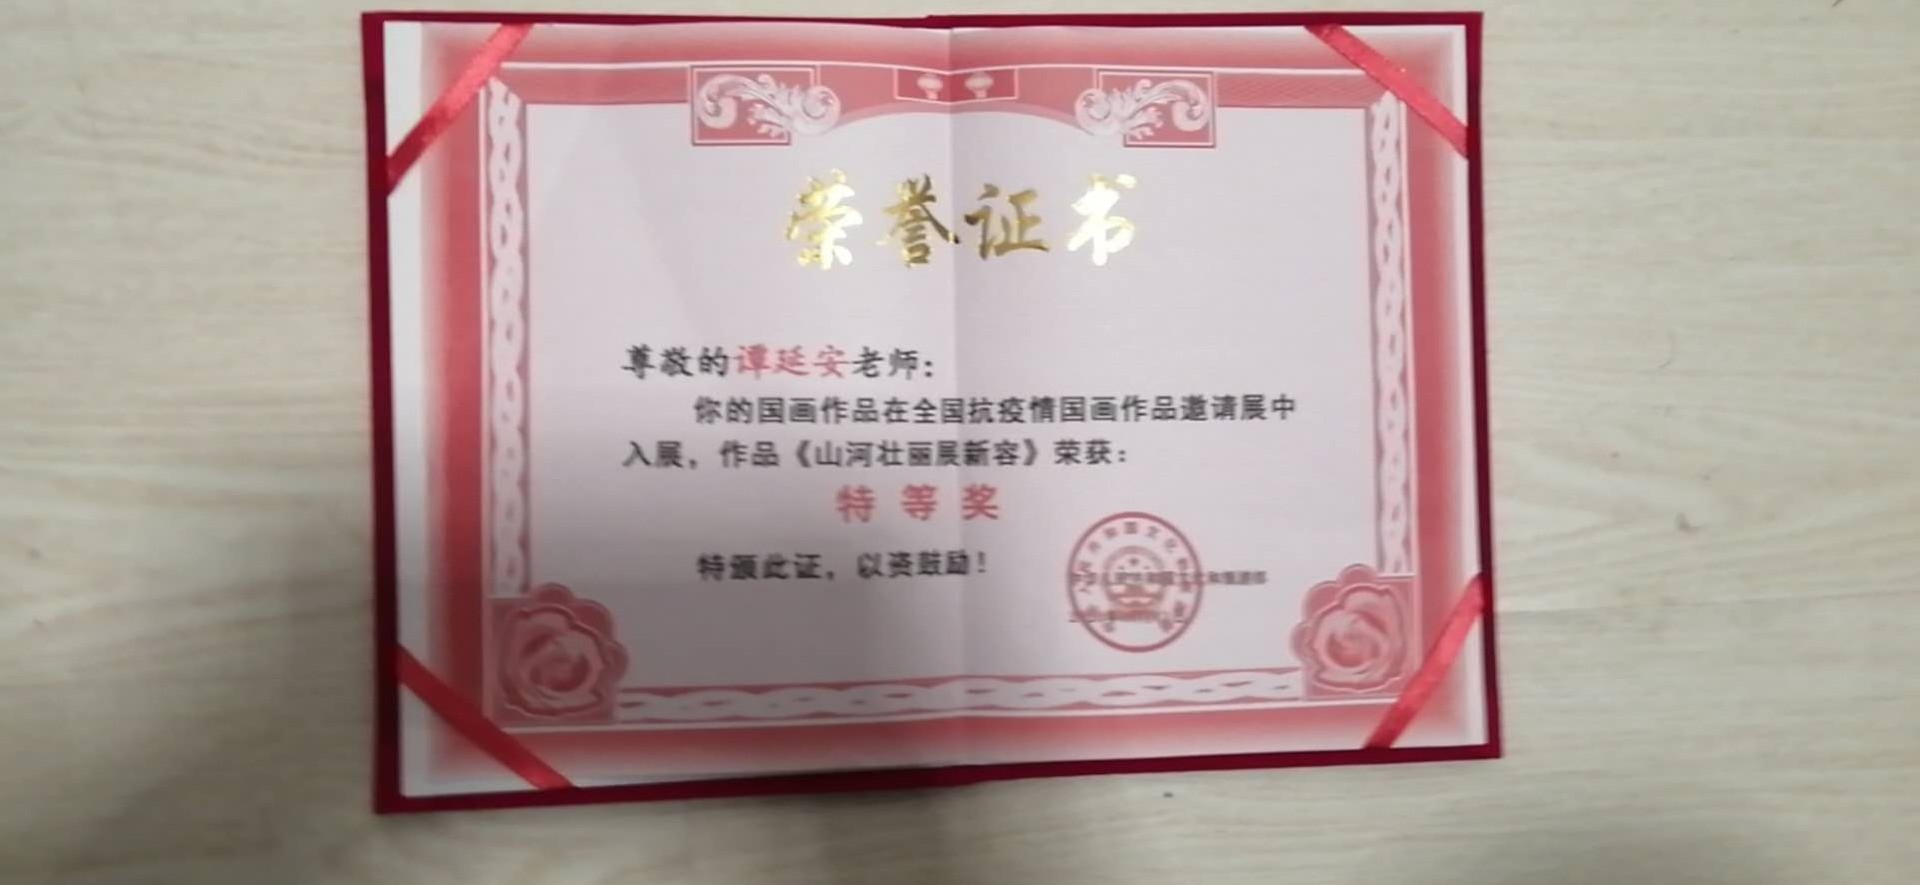 荣誉证书
尊敬的谭延安老师：
你的国画作品在全国抗疫情国画作品邀请展中
入展，作品《山河壮丽展新容》荣获：
特等奖
特颁此证，以资鼓励！